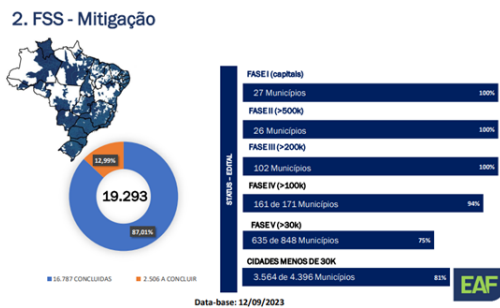 2. FSS - Mitigação
FASE I (capitais)
27 Municípios 100%
FASE II (>500k)
26 Municípios 100%
FASE III (>200k)
102 Municípios 100%
FASE IV (>100k)
161 de 171 Municípios 94%
FASE V (>30k)
635 de 848 Municípios 75%
CIDADES MENOS DE 30K
3.564 de 4.396 Municípios 81%
STATUS – EDITAL
12,99%
19.293
87,01%
16.787 CONCLUIDAS 2.506 A CONCLUIR
EAF
Data-base: 12/09/2023